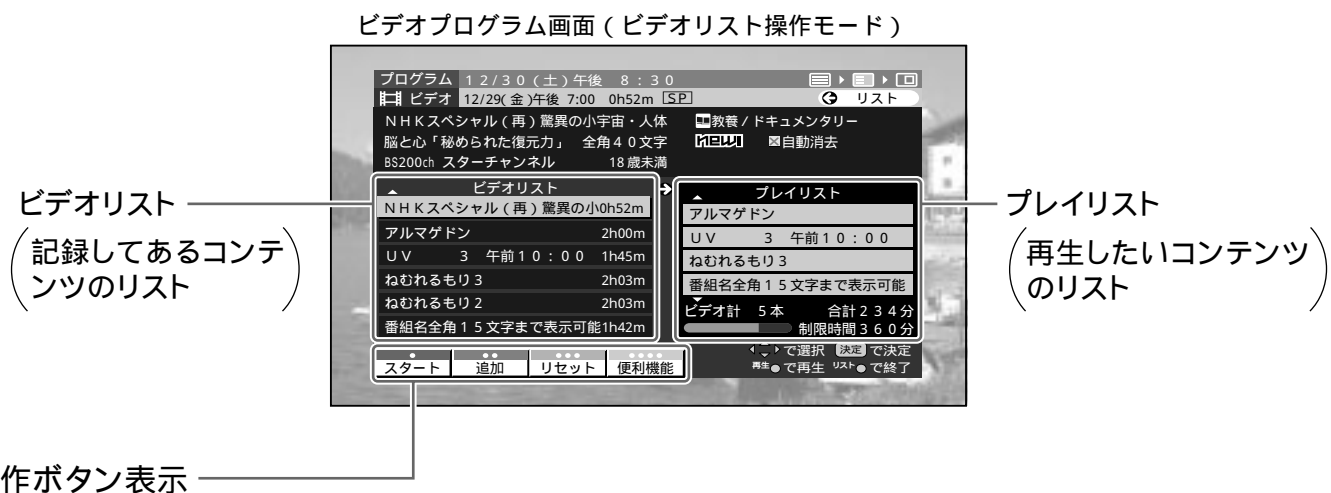 ビデオプログラム画面（ビデオリスト操作モード）
プログラム 12/30(土)午後 8:30
ビデオ 12/29(金)午後 7:00 0h52m SP リスト
NHKスペシャル(再)驚異の小宇宙・人体 教養/ドキュメンタリー
脳と心「秘められた復元力」 全角40文字 new! 自動消去
BS200ch スターチャンネル 18歳未満
ビデオリスト
NHKスペシャル(再)驚異の小0h52m
アルマゲドン 2h00m
UV 3 午前10:00 1h45m
ねむれるもり3 2h03m
ねむれるもり2 2h03m
番組名全角15文字まで表示可能1h42m
プレイリスト
アルマゲドン
UV 3 午前10:00
ねむれるもり3
番組名全角15文字まで表示可能
ビデオ計 5本 合計234分
制限時間360分
スタート 追加 リセット 便利機能
で選択 決定 で決定
再生 で再生 リスト で終了
ビデオリスト
(記録してあるコンテ
ンツのリスト)
プレイリスト
(再生したいコンテンツ
のリスト)
作ボタン表示